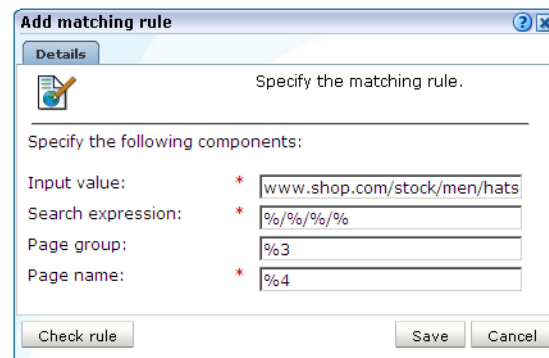 Add matching rule
Details
Specify the matching rule.
Specify the following components:
Input value: * www.shop.com/stock/men/hats
Search expression: * %/%/%/%
Page group: %3
Page name: * %4
Check rule Save Cancel